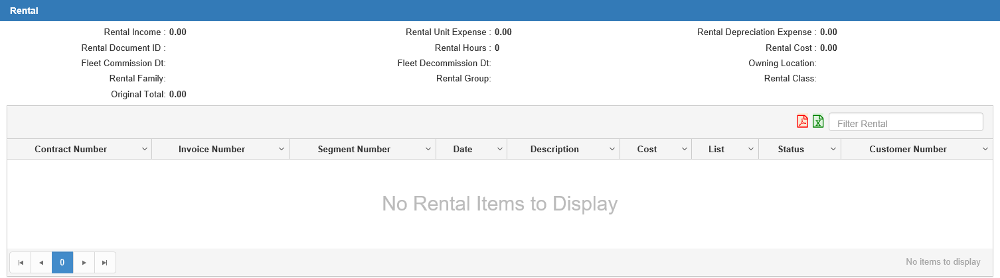 Rental
Rental Income : 0.00 Rental Unit Expense : 0.00 Rental Depreciation Expense : 0.00
Rental Document ID : Rental Hours : 0 Rental Cost : 0.00
Fleet Commission Dt: Fleet Decommission Dt: Owning Location:
Rental Family: Rental Group: Rental Class:
Original Total: 0.00
Filter Rental
Contract Number Invoice Number Segment Number Date Description Cost List Status Customer Number
No Rental Items to Display
0 No items to display